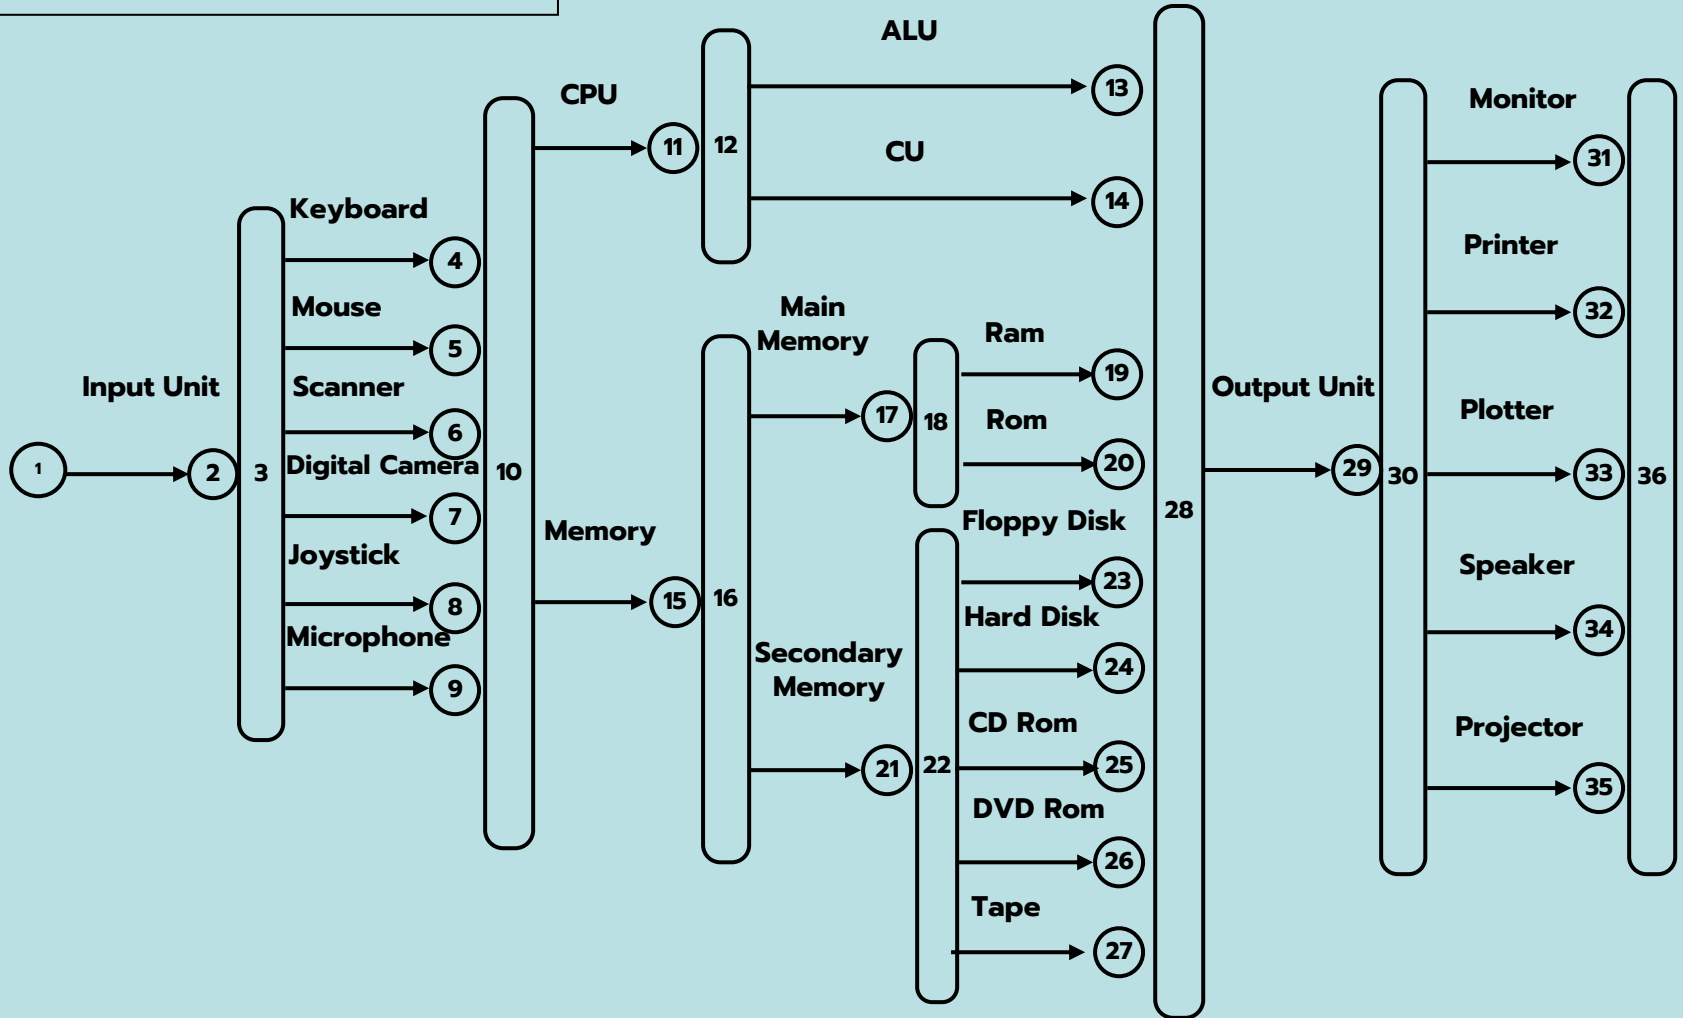 1
Input Unit
2
3
Keyboard
4
Mouse
5
Scanner
6
Digital Camera
7
Joystick
8
Microphone
9
10
CPU
11
12
ALU
13
CU
14
Memory
15
16
Main
Memory
17
18
Ram
19
Rom
20
Secondary
Memory
21
22
Floppy Disk
23
Hard Disk
24
CD Rom
25
DVD Rom
26
Tape
27
28
Output Unit
29
30
Monitor
31
Printer
32
Plotter
33
Speaker
34
Projector
35
36